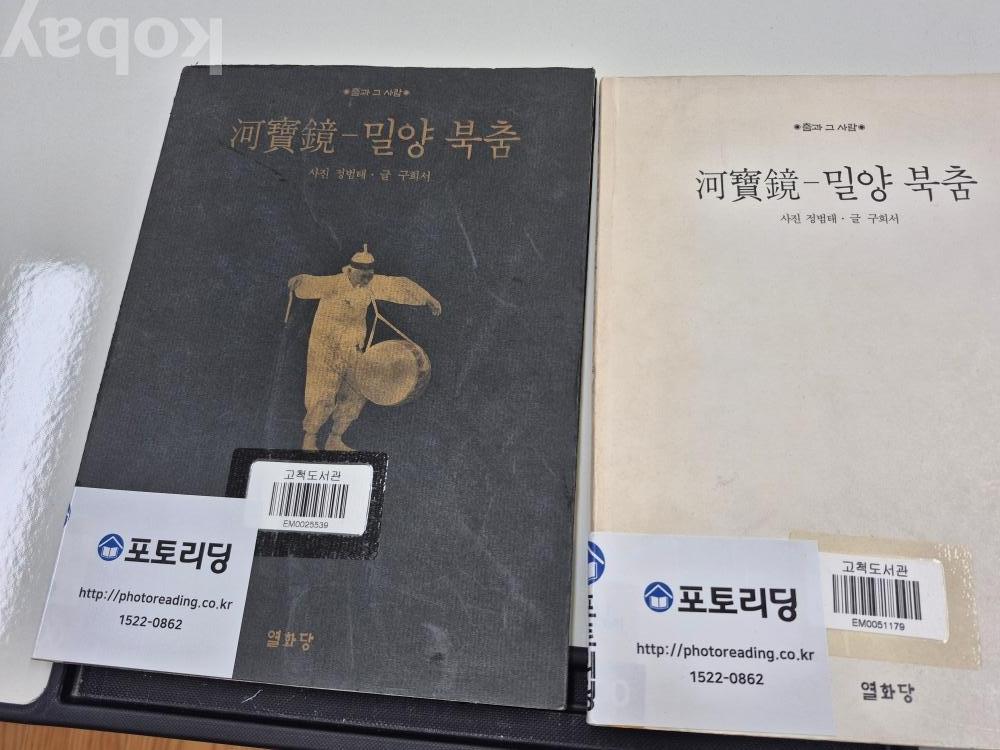 kobay
◉춤과 그 사람◉
河寶鏡–밀양 북춤
사진 정범태 · 글 구희서
고척도서관
EM0025539
포토리딩
http://photoreading.co.kr
1522-0862
열화당
◉춤과 그 사람◉
河寶鏡–밀양 북춤
사진 정범태 · 글 구희서
고척도서관
EM0051179
포토리딩
http://photoreading.co.kr
1522-0862
열화당